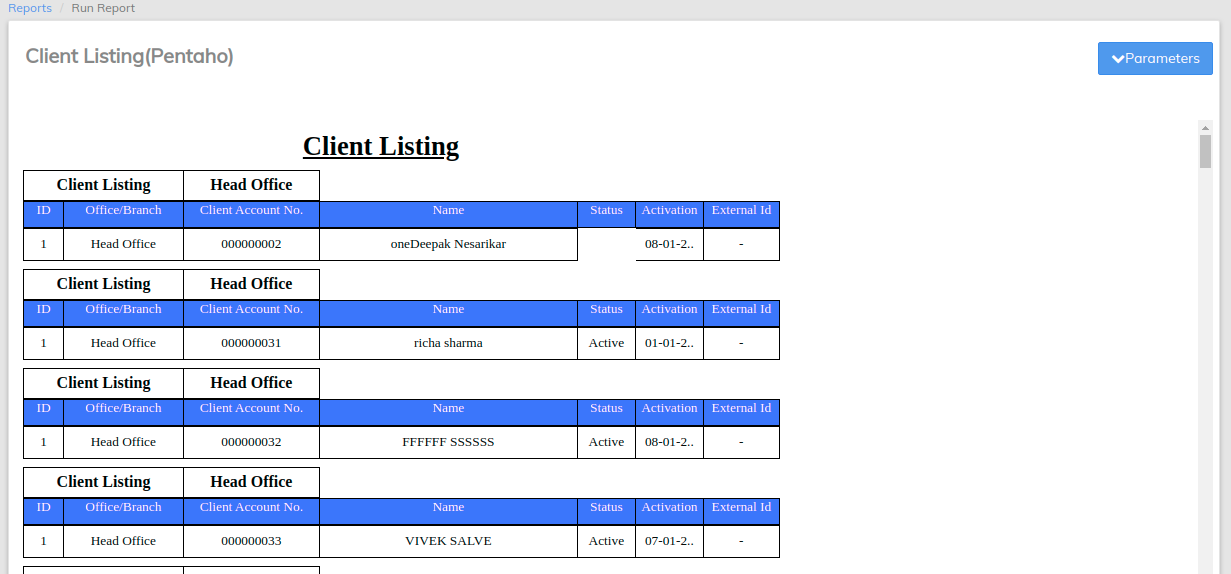 Reports / Run Report
Client Listing(Pentaho)
Parameters
Client Listing
Client Listing Head Office
ID Office/Branch Client Account No. Name Status Activation External Id
1 Head Office 000000002 oneDeepak Nesarikar 08-01-2.. -
Client Listing Head Office
ID Office/Branch Client Account No. Name Status Activation External Id
1 Head Office 000000031 richa sharma Active 01-01-2.. -
Client Listing Head Office
ID Office/Branch Client Account No. Name Status Activation External Id
1 Head Office 000000032 FFFFFF SSSSSS Active 08-01-2.. -
Client Listing Head Office
ID Office/Branch Client Account No. Name Status Activation External Id
1 Head Office 000000033 VIVEK SALVE Active 07-01-2.. -